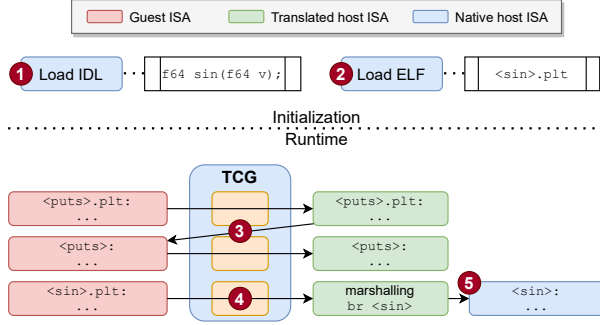 Guest ISA
Translated host ISA
Native host ISA
1 Load IDL
f64 sin(f64 v);
2 Load ELF
<sin>.plt
Initialization
Runtime
TCG
<puts>.plt:
...
<puts>.plt:
...
3
<puts>:
...
<puts>:
...
<sin>.plt:
...
4
marshalling
br <sin>
5
<sin>:
...